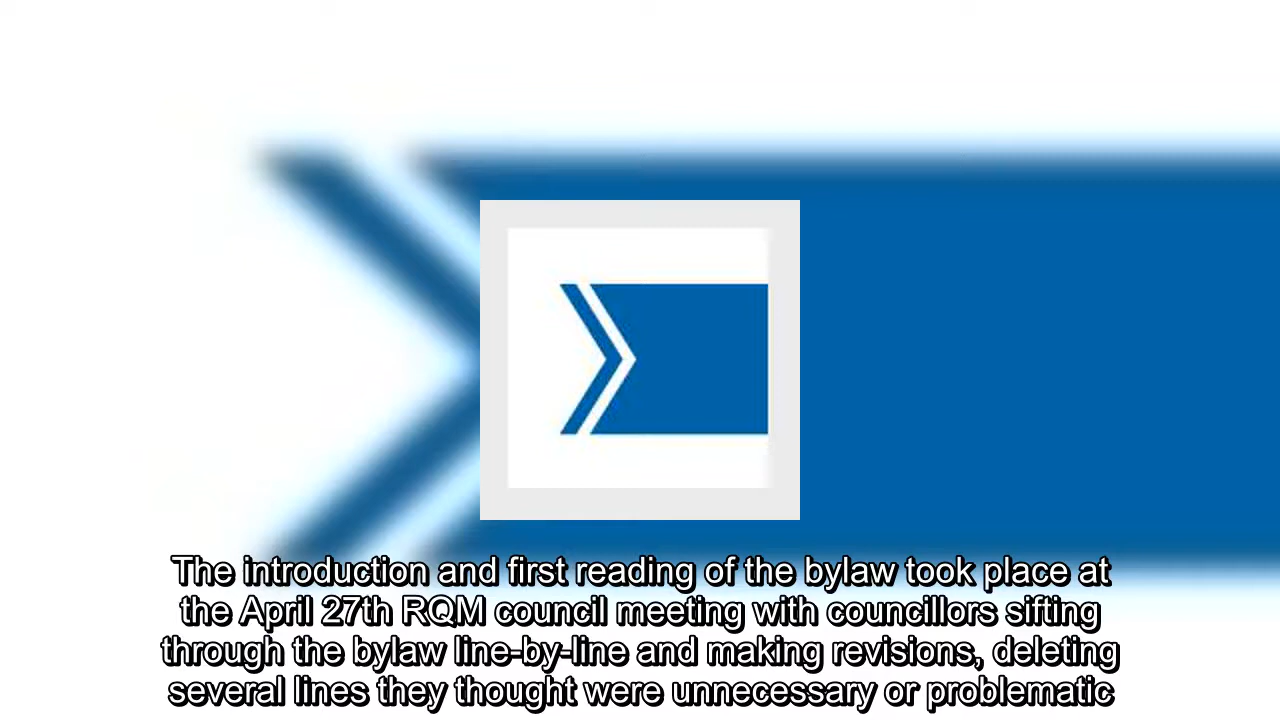 The introduction and first reading of the bylaw took place at
the April 27th RQM council meeting with councillors sifting
through the bylaw line-by-line and making revisions, deleting
several lines they thought were unnecessary or problematic